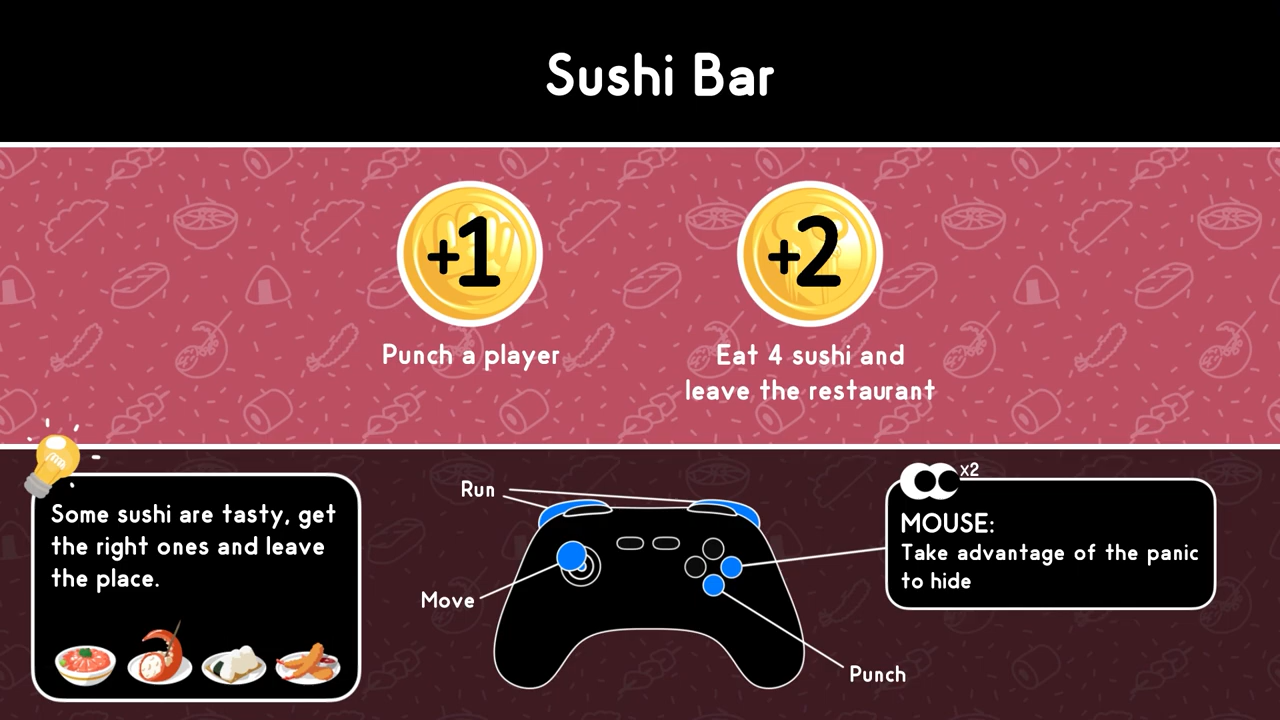 Sushi Bar
+1
+2
Punch a player
Eat 4 sushi and
leave the restaurant
Some sushi are tasty, get
the right ones and leave
the place.
Run
Move
Punch
x2
MOUSE:
Take advantage of the panic
to hide